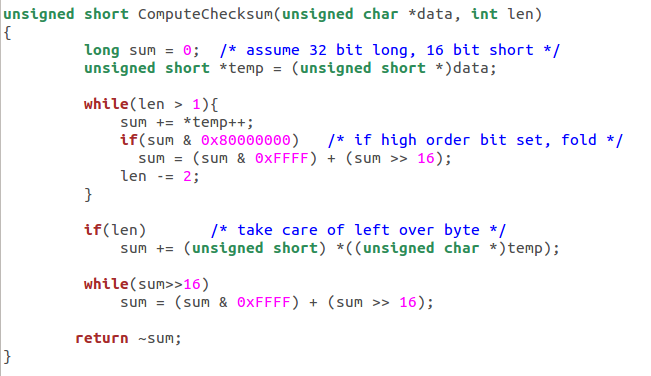 unsigned short ComputeChecksum(unsigned char *data, int len)
{
         long sum = 0;  /* assume 32 bit long, 16 bit short */
         unsigned short *temp = (unsigned short *)data;

         while(len > 1){
             sum += *temp++;
             if(sum & 0x80000000)   /* if high order bit set, fold */
               sum = (sum & 0xFFFF) + (sum >> 16);
             len -= 2;
         }

         if(len)        /* take care of left over byte */
             sum += (unsigned short) *((unsigned char *)temp);

         while(sum>>16)
             sum = (sum & 0xFFFF) + (sum >> 16);

        return ~sum;
}